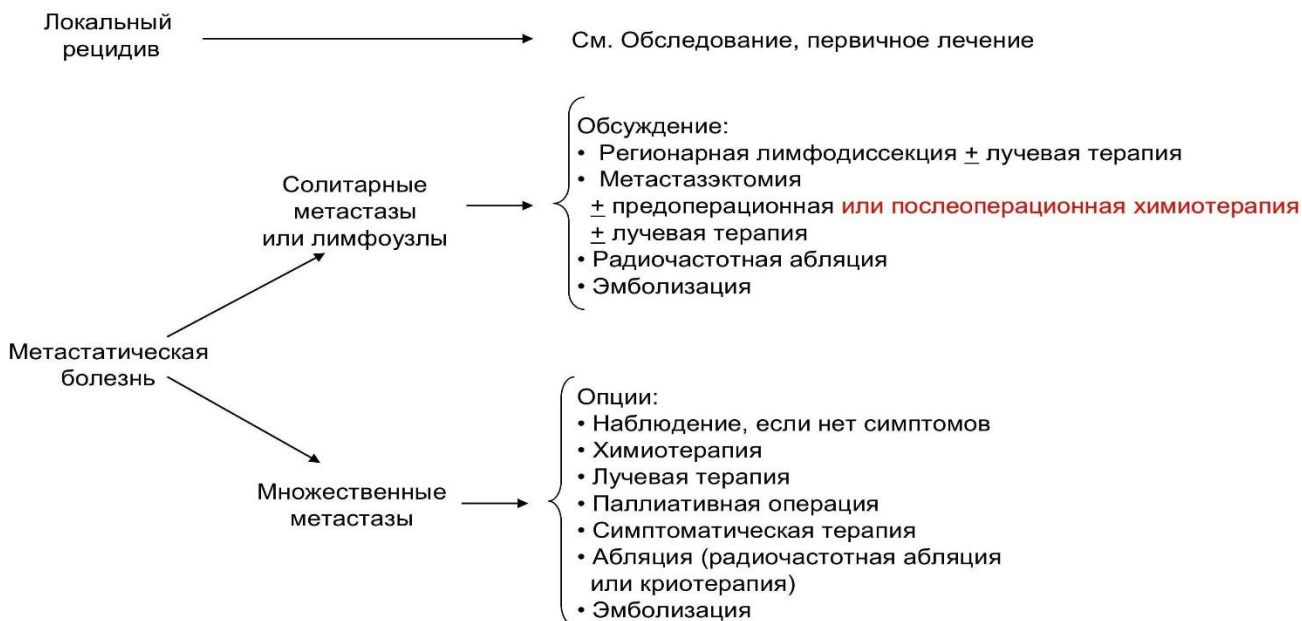 Локальный
рецидив
См. Обследование, первичное лечение
Солитарные
метастазы
или лимфоузлы
Обсуждение:
• Регионарная лимфодиссекция ± лучевая терапия
• Метастазэктомия
± предоперационная или послеоперационная химиотерапия
± лучевая терапия
• Радиочастотная абляция
• Эмболизация
Метастатическая
болезнь
Множественные
метастазы
Опции:
• Наблюдение, если нет симптомов
• Химиотерапия
• Лучевая терапия
• Паллиативная операция
• Симптоматическая терапия
• Абляция (радиочастотная абляция
или криотерапия)
• Эмболизация